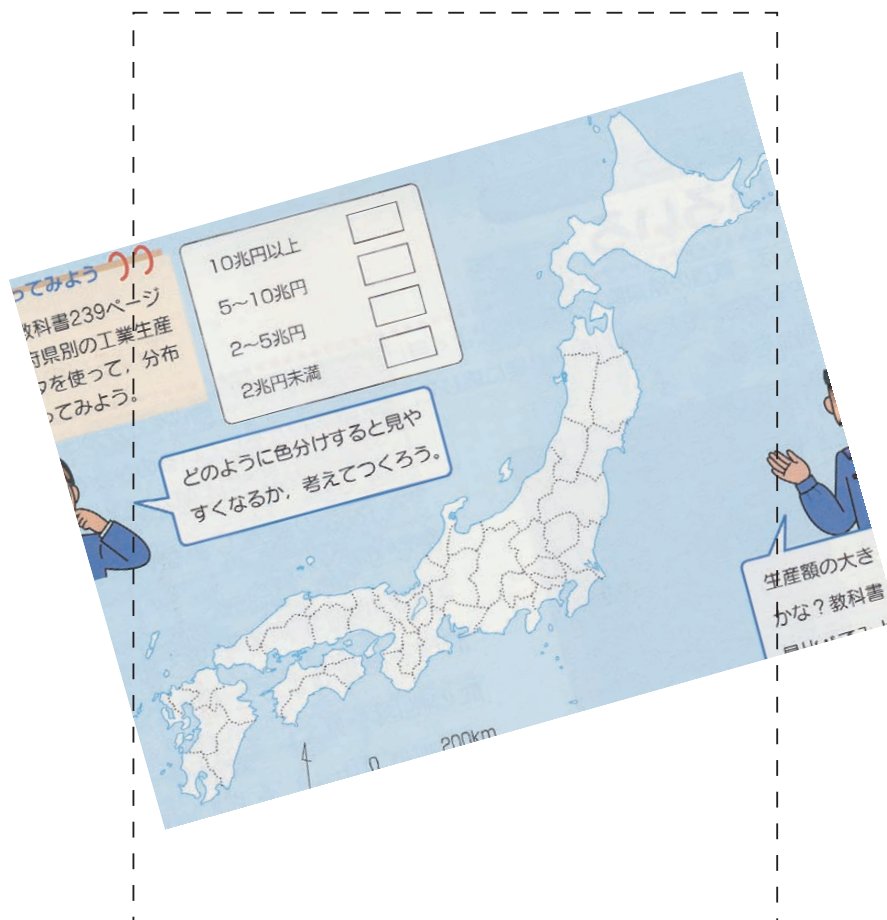 ってみよう
教科書239ページ
府県別の工業生産
を使って，分布
ってみよう。
10兆円以上
5～10兆円
2～5兆円
2兆円未満
どのように色分けすると見や
すくなるか，考えてつくろう。
生産額の大き
かな？教科書
0
200km